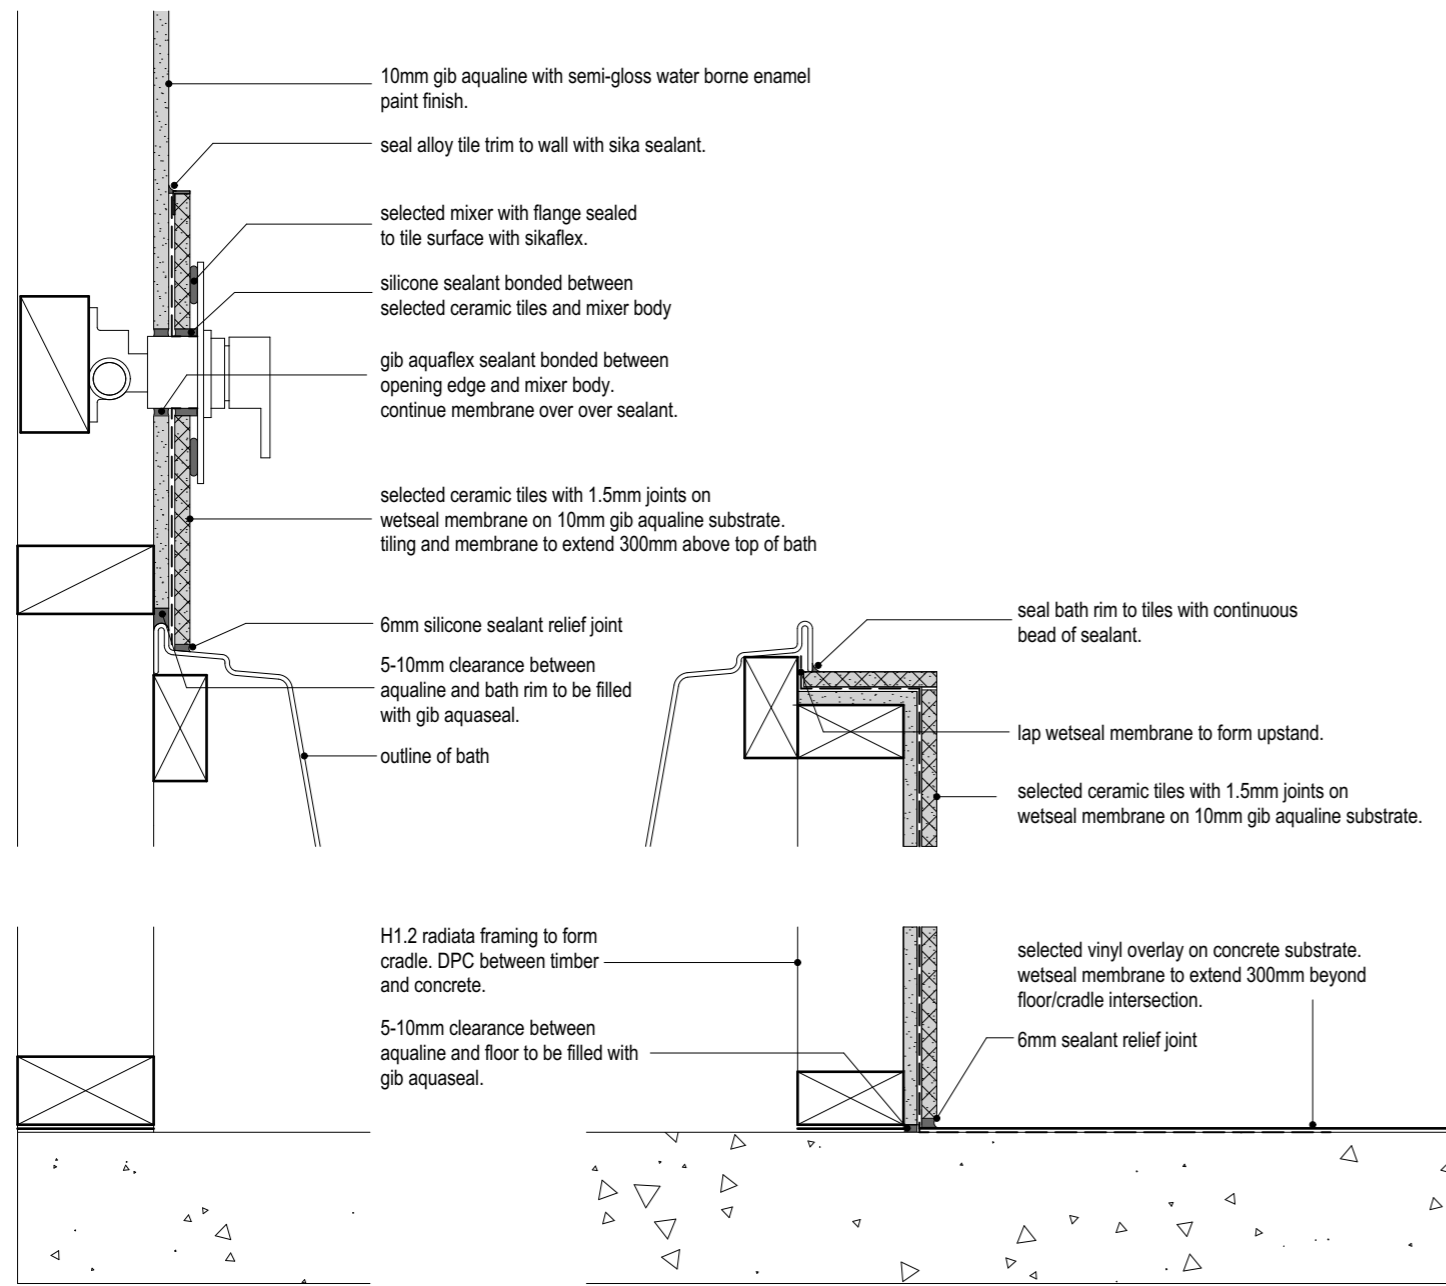 10mm gib aqualine with semi-gloss water borne enamel
paint finish.
seal alloy tile trim to wall with sika sealant.
selected mixer with flange sealed
to tile surface with sikaflex.
silicone sealant bonded between
selected ceramic tiles and mixer body
gib aquaflex sealant bonded between
opening edge and mixer body.
continue membrane over over sealant.
selected ceramic tiles with 1.5mm joints on
wetseal membrane on 10mm gib aqualine substrate.
tiling and membrane to extend 300mm above top of bath
6mm silicone sealant relief joint
5-10mm clearance between
aqualine and bath rim to be filled
with gib aquaseal.
outline of bath
seal bath rim to tiles with continuous
bead of sealant.
lap wetseal membrane to form upstand.
selected ceramic tiles with 1.5mm joints on
wetseal membrane on 10mm gib aqualine substrate.
H1.2 radiata framing to form
cradle. DPC between timber
and concrete.
5-10mm clearance between
aqualine and floor to be filled with
gib aquaseal.
selected vinyl overlay on concrete substrate.
wetseal membrane to extend 300mm beyond
floor/cradle intersection.
6mm sealant relief joint